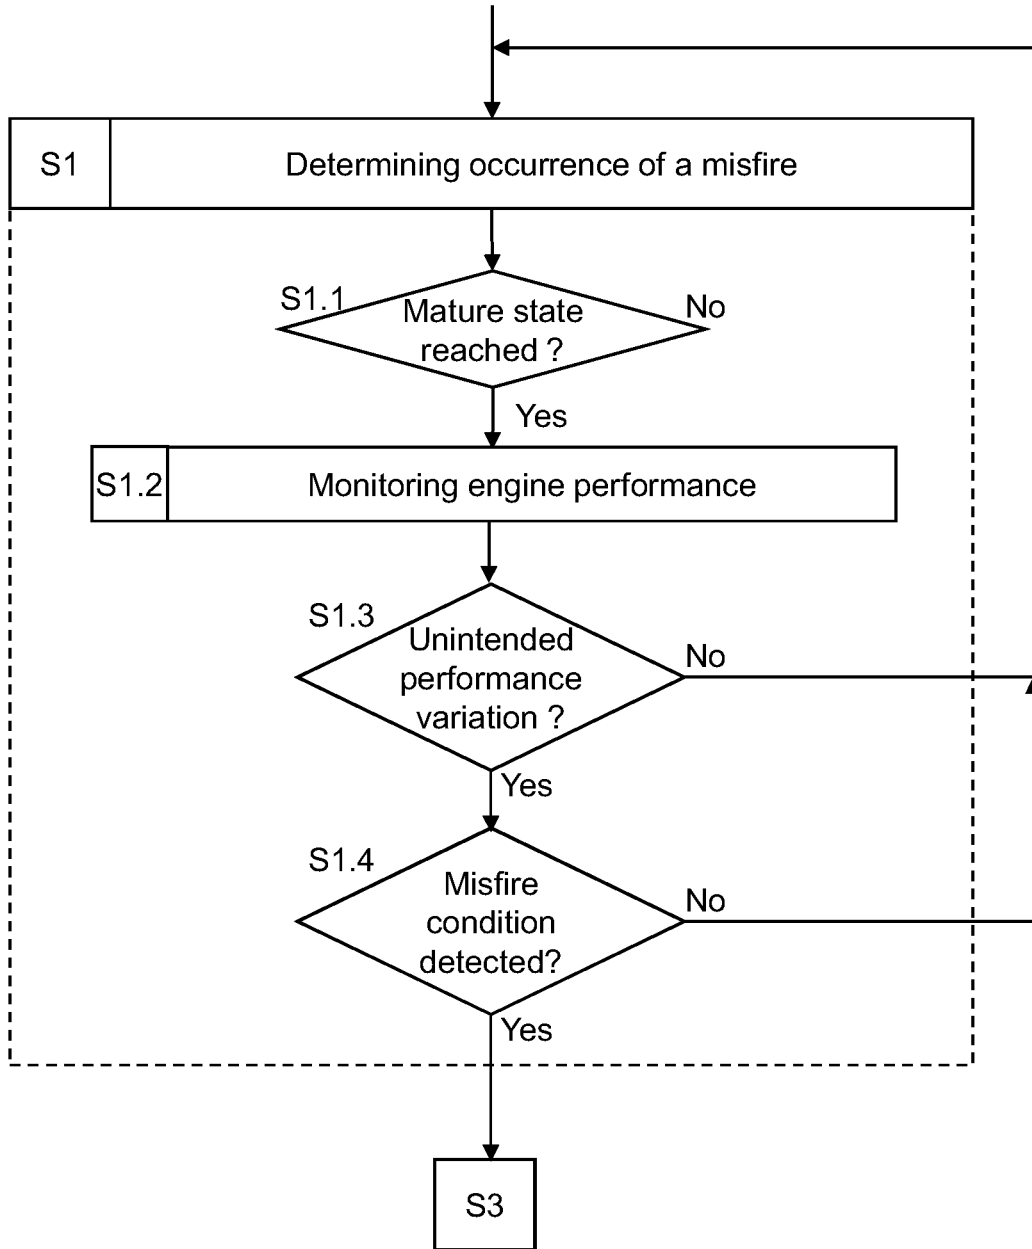 S1
Determining occurrence of a misfire
S1.1
Mature state
reached ?
No
Yes
S1.2
Monitoring engine performance
S1.3
Unintended
performance
variation ?
No
Yes
S1.4
Misfire
condition
detected?
No
Yes
S3